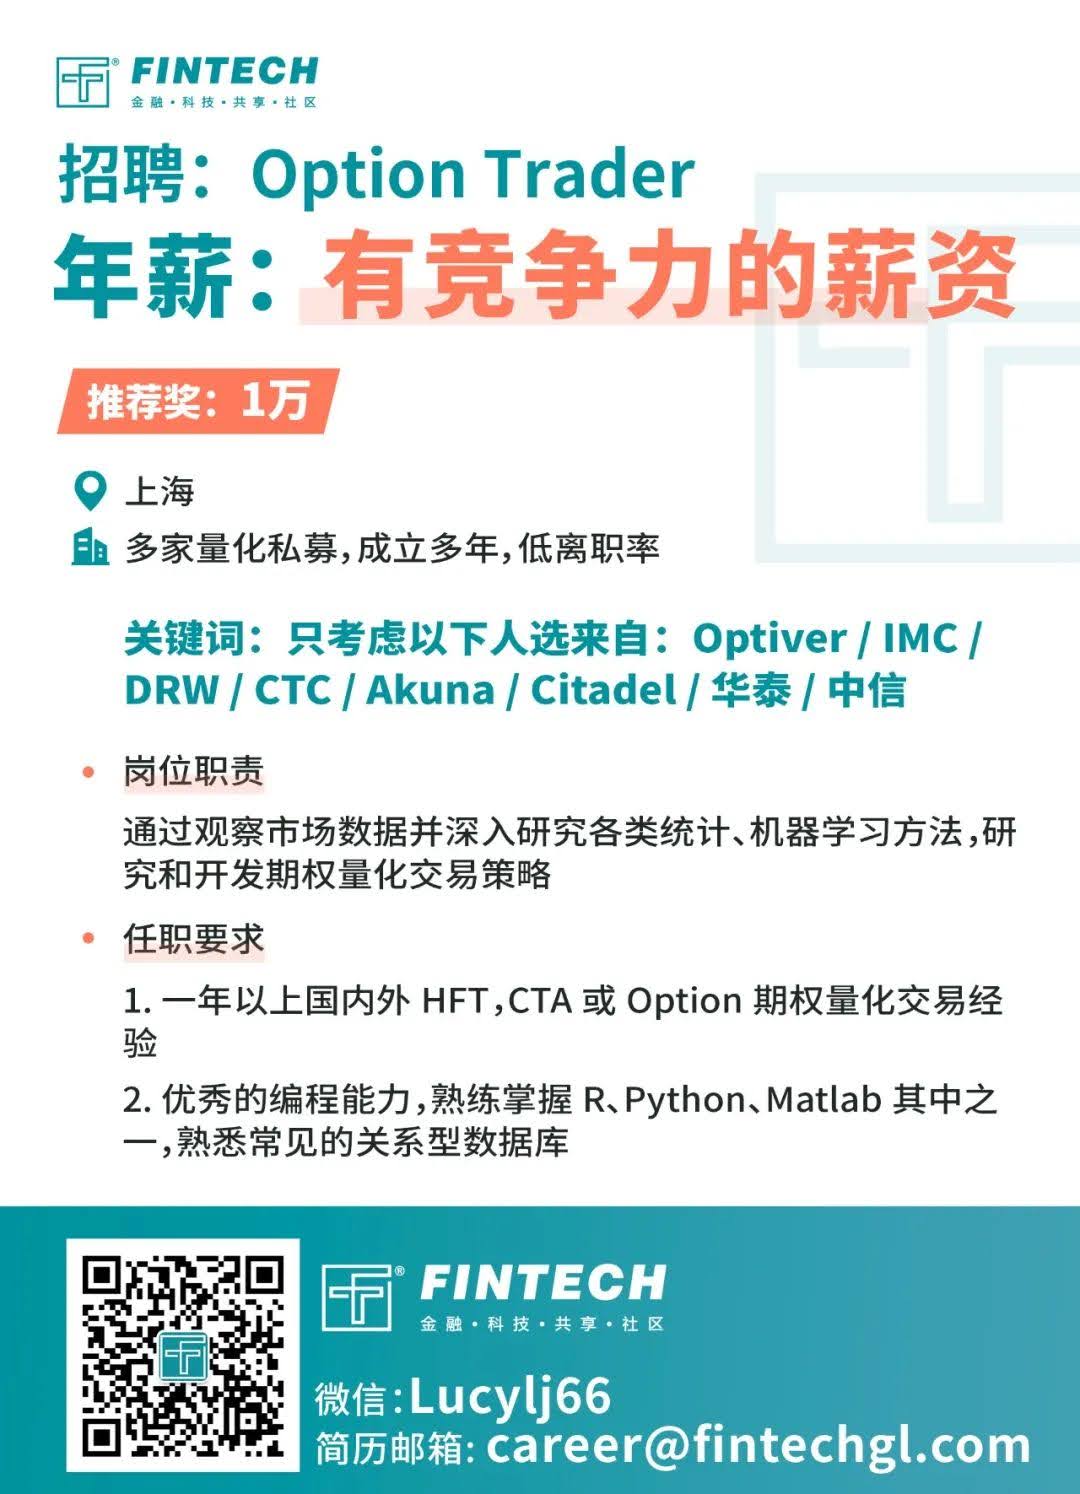 FINTECH
金融·科技·共享·社区
招聘：Option Trader
年薪：有竞争力的薪资
推荐奖：1万
上海
多家量化私募，成立多年，低离职率
关键词：只考虑以下人选来自：Optiver / IMC /
DRW / CTC / Akuna / Citadel / 华泰 / 中信
岗位职责
通过观察市场数据并深入研究各类统计、机器学习方法，研
究和开发期权量化交易策略
任职要求
1. 一年以上国内外 HFT，CTA 或 Option 期权量化交易经
验
2. 优秀的编程能力，熟练掌握 R、Python、Matlab 其中之
一，熟悉常见的关系型数据库
FINTECH
金融·科技·共享·社区
微信：Lucylj66
简历邮箱: career@fintechgl.com